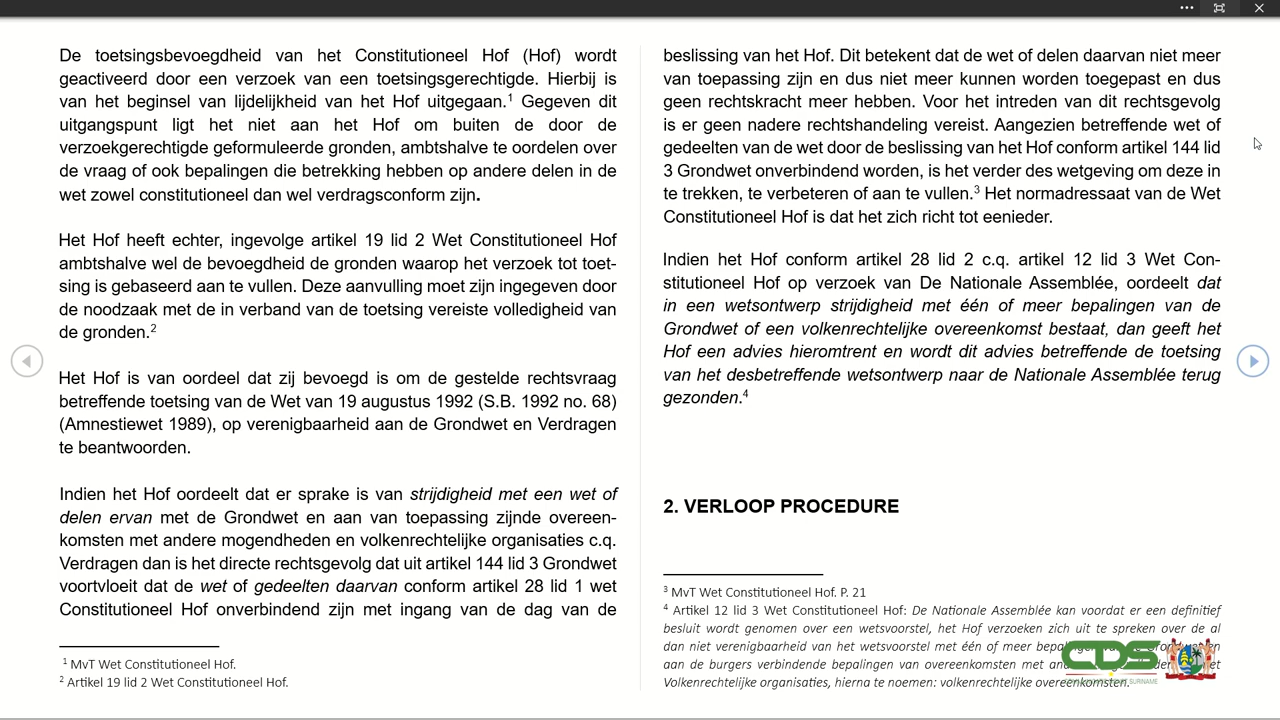 De toetsingsbevoegdheid van het Constitutioneel Hof (Hof) wordt
geactiveerd door een verzoek van een toetsingsgerechtigde. Hierbij is
van het beginsel van lijdelijkheid van het Hof uitgegaan.1 Gegeven dit
uitgangspunt ligt het niet aan het Hof om buiten de door de
verzoekgerechtigde geformuleerde gronden, ambtshalve te oordelen over
de vraag of ook bepalingen die betrekking hebben op andere delen in de
wet zowel constitutioneel dan wel verdragsconform zijn.
Het Hof heeft echter, ingevolge artikel 19 lid 2 Wet Constitutioneel Hof
ambtshalve wel de bevoegdheid de gronden waarop het verzoek tot toet-
sing is gebaseerd aan te vullen. Deze aanvulling moet zijn ingegeven door
de noodzaak met de in verband van de toetsing vereiste volledigheid van
de gronden.2
Het Hof is van oordeel dat zij bevoegd is om de gestelde rechtsvraag
betreffende toetsing van de Wet van 19 augustus 1992 (S.B. 1992 no. 68)
(Amnestiewet 1989), op verenigbaarheid aan de Grondwet en Verdragen
te beantwoorden.
Indien het Hof oordeelt dat er sprake is van strijdigheid met een wet of
delen ervan met de Grondwet en aan van toepassing zijnde overeen-
komsten met andere mogendheden en volkenrechtelijke organisaties c.q.
Verdragen dan is het directe rechtsgevolg dat uit artikel 144 lid 3 Grondwet
voortvloeit dat de wet of gedeelten daarvan conform artikel 28 lid 1 wet
Constitutioneel Hof onverbindend zijn met ingang van de dag van de
1 MvT Wet Constitutioneel Hof.
2 Artikel 19 lid 2 Wet Constitutioneel Hof.
beslissing van het Hof. Dit betekent dat de wet of delen daarvan niet meer
van toepassing zijn en dus niet meer kunnen worden toegepast en dus
geen rechtskracht meer hebben. Voor het intreden van dit rechtsgevolg
is er geen nadere rechtshandeling vereist. Aangezien betreffende wet of
gedeelten van de wet door de beslissing van het Hof conform artikel 144 lid
3 Grondwet onverbindend worden, is het verder des wetgeving om deze in
te trekken, te verbeteren of aan te vullen.3 Het normadressaat van de Wet
Constitutioneel Hof is dat het zich richt tot eenieder.
Indien het Hof conform artikel 28 lid 2 c.q. artikel 12 lid 3 Wet Con-
stitutioneel Hof op verzoek van De Nationale Assemblée, oordeelt dat
in een wetsontwerp strijdigheid met één of meer bepalingen van de
Grondwet of een volkenrechtelijke overeenkomst bestaat, dan geeft het
Hof een advies hieromtrent en wordt dit advies betreffende de toetsing
van het desbetreffende wetsontwerp naar de Nationale Assemblée terug
gezonden.4
2. VERLOOP PROCEDURE
3 MvT Wet Constitutioneel Hof. P. 21
4 Artikel 12 lid 3 Wet Constitutioneel Hof: De Nationale Assemblée kan voordat er een definitief
besluit wordt genomen over een wetsvoorstel, het Hof verzoeken zich uit te spreken over de al
dan niet verenigbaarheid van het wetsvoorstel met één of meer
aan de burgers verbindende bepalingen van overeenkomsten met
Volkenrechtelijke organisaties, hierna te noemen: volkenrechtelijke overeenkomsten.
CDS